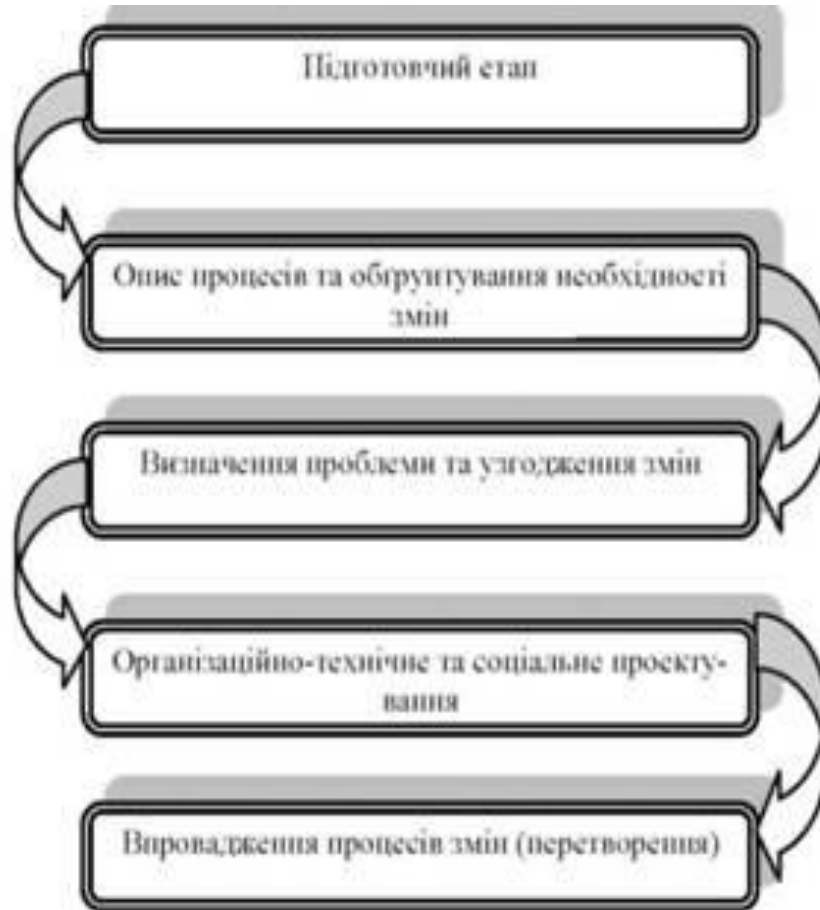 Підготовчий етап
Опис процесів та обґрунтування необхідності
змін
Визначення проблеми та узгодження змін
Організаційно-технічне та соціальне проекту-
вання
Впровадження процесів змін (перетворення)